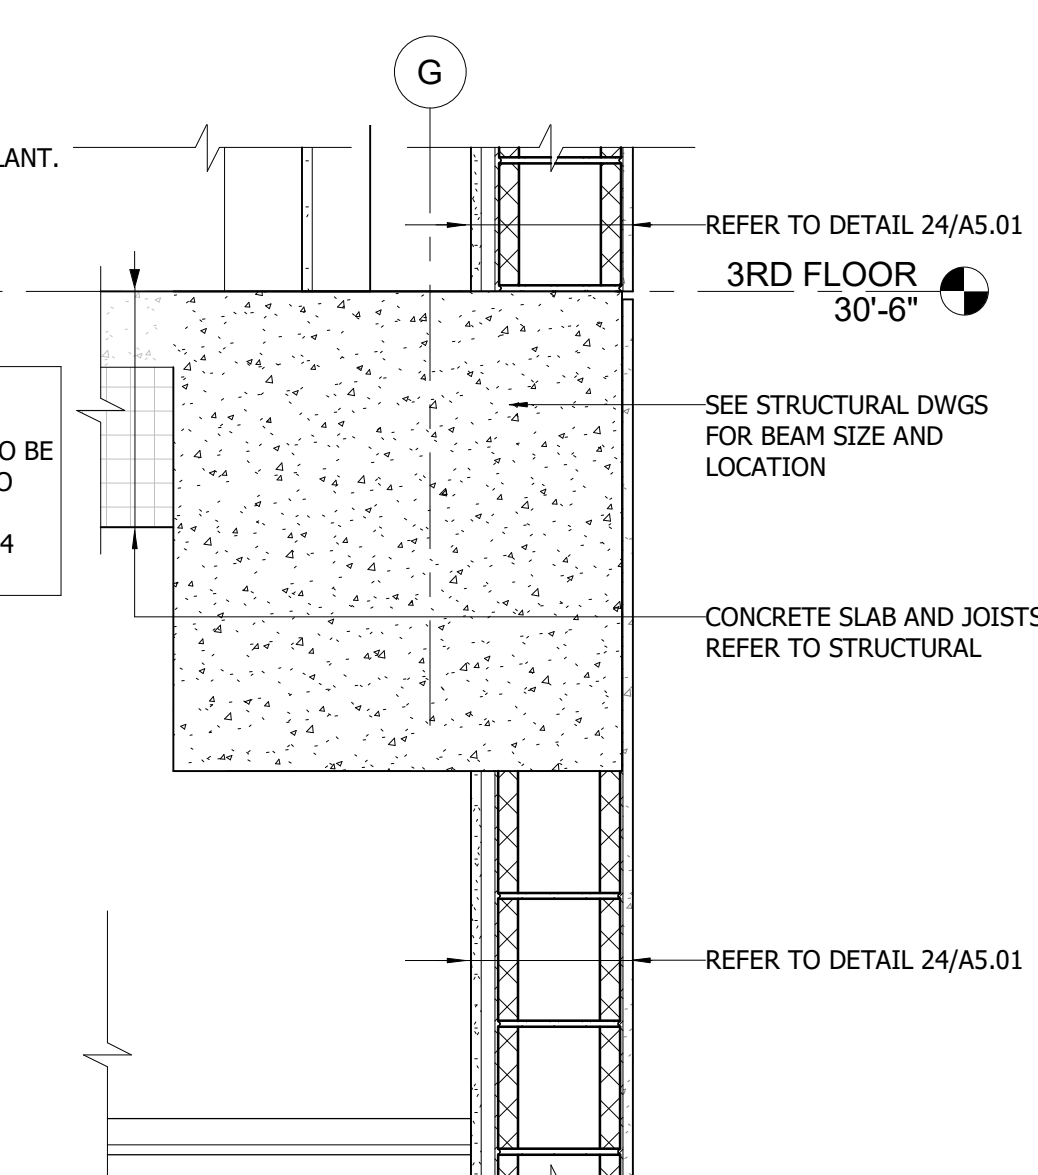 G
LANT.
REFER TO DETAIL 24/A5.01
3RD FLOOR
30'-6"
O BE
O
4
SEE STRUCTURAL DWGS
FOR BEAM SIZE AND
LOCATION
CONCRETE SLAB AND JOISTS
REFER TO STRUCTURAL
REFER TO DETAIL 24/A5.01